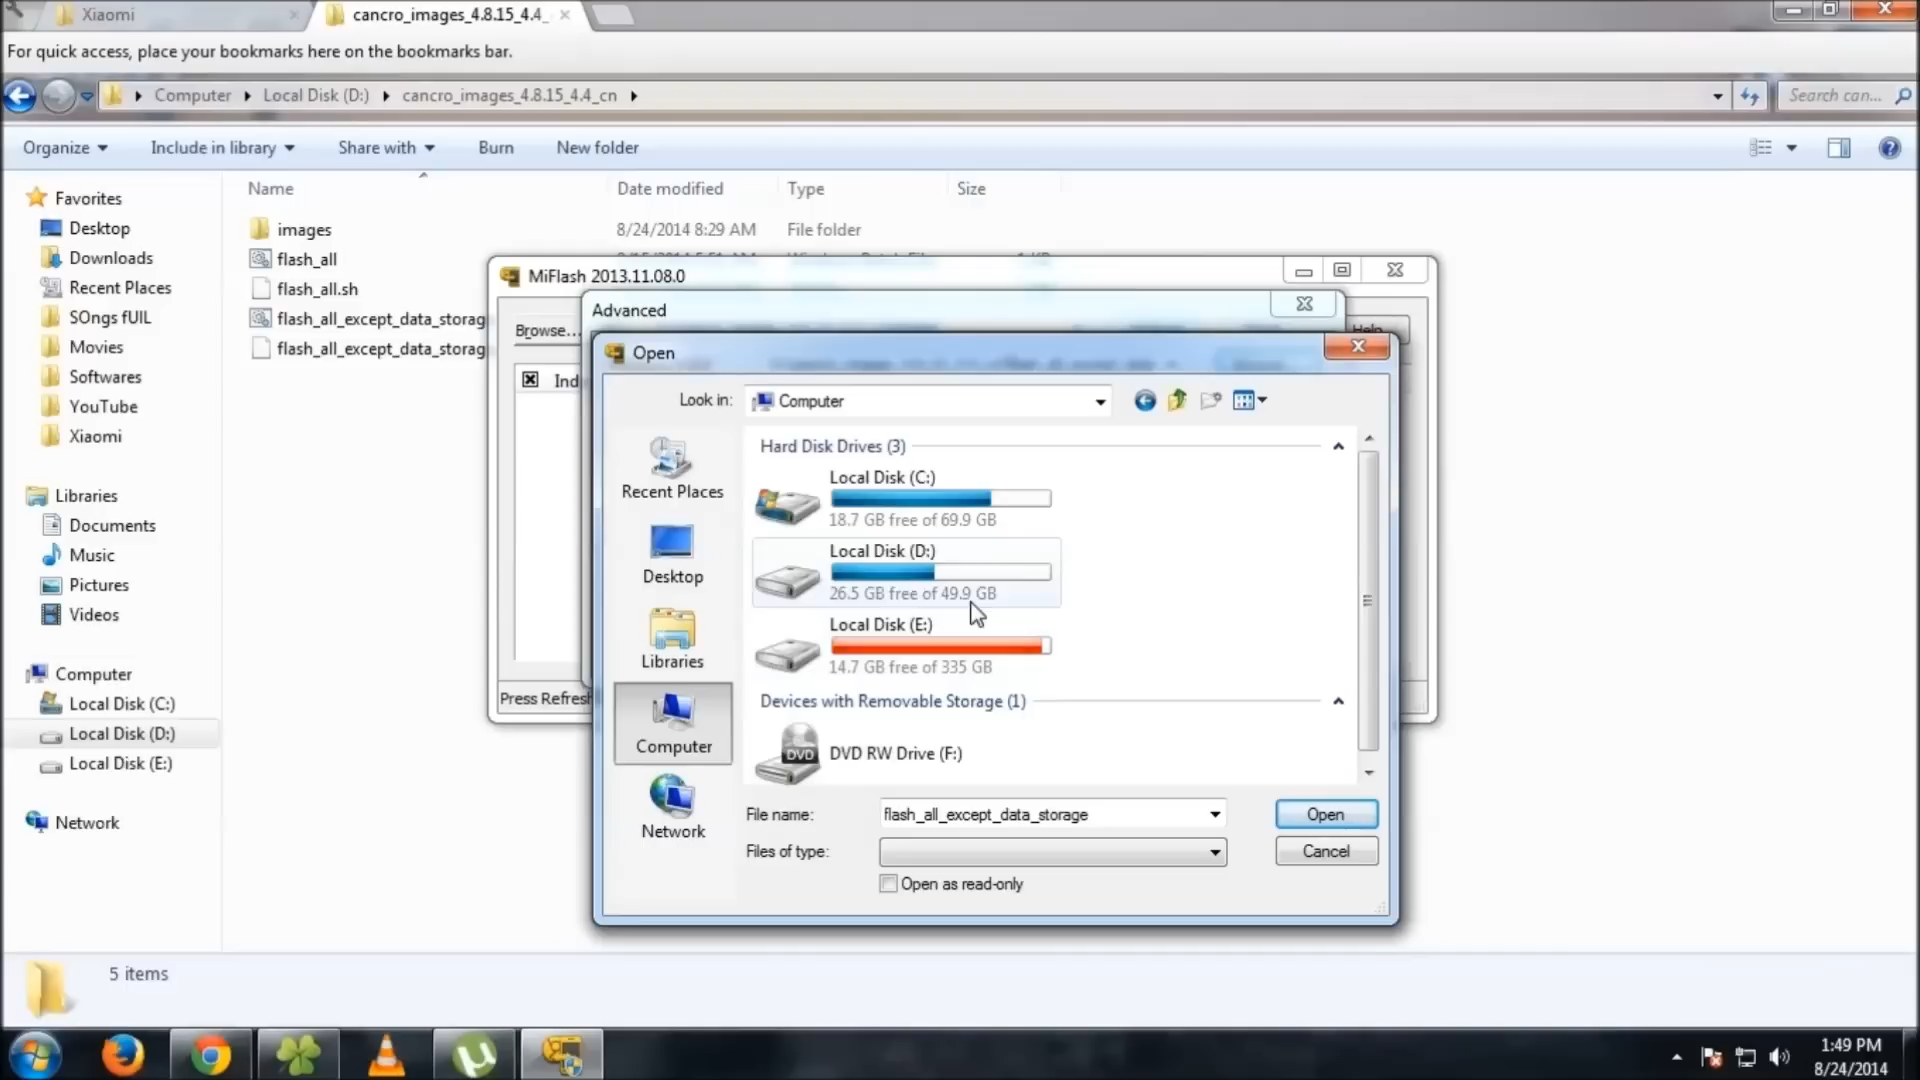 Xiaomi
cancro_images_4.8.15_4.4_
For quick access, place your bookmarks here on the bookmarks bar.
Computer
Local Disk (D:)
cancro_images_4.8.15_4.4_cn
Search can...
Organize
Include in library
Share with
Burn
New folder
Name
Date modified
Type
Size
Favorites
Desktop
Downloads
Recent Places
SOngs fUIL
Movies
Softwares
YouTube
Xiaomi
Libraries
Documents
Music
Pictures
Videos
Computer
Local Disk (C:)
Local Disk (D:)
Local Disk (E:)
Network
images
8/24/2014 8:29 AM
File folder
flash_all
flash_all.sh
flash_all_except_data_storag
flash_all_except_data_storag
MiFlash 2013.11.08.0
Browse...
Help
Ind
Press Refresh
Advanced
Open
Look in:
Computer
Recent Places
Desktop
Libraries
Computer
Network
Hard Disk Drives (3)
Local Disk (C:)
18.7 GB free of 69.9 GB
Local Disk (D:)
26.5 GB free of 49.9 GB
Local Disk (E:)
14.7 GB free of 335 GB
Devices with Removable Storage (1)
DVD
DVD RW Drive (F:)
File name:
flash_all_except_data_storage
Open
Files of type:
Cancel
Open as read-only
5 items
1:49 PM
8/24/2014